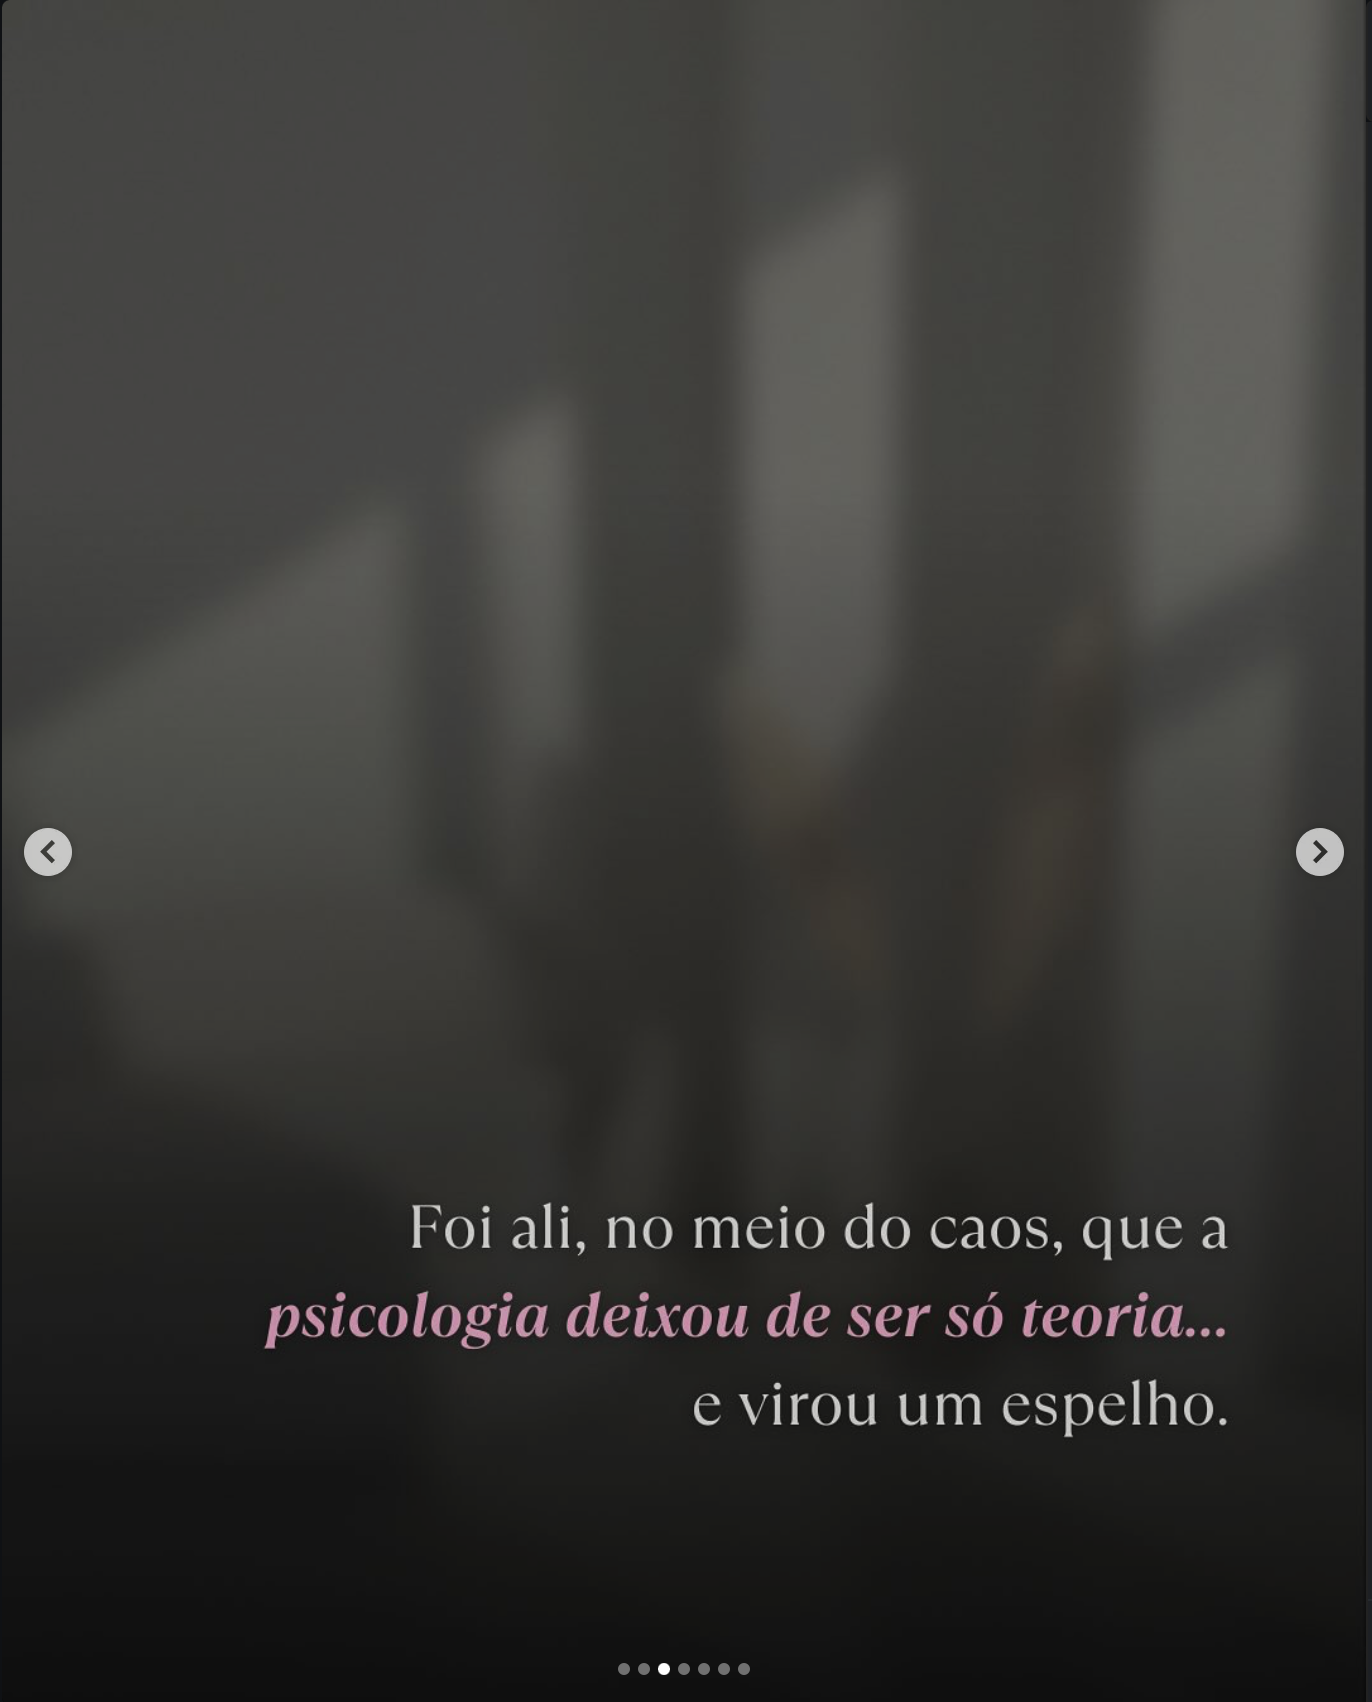 Foi ali, no meio do caos, que a
psicologia deixou de ser só teoria...
e virou um espelho.